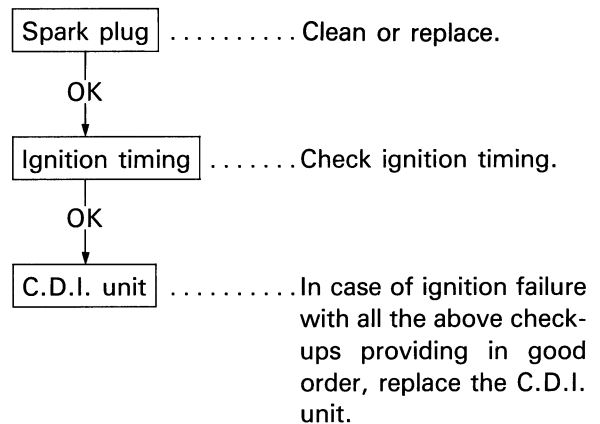 Spark plug .......... Clean or replace.
OK
Ignition timing ....... Check ignition timing.
OK
C.D.I. unit .......... In case of ignition failure
with all the above check-
ups providing in good
order, replace the C.D.I.
unit.